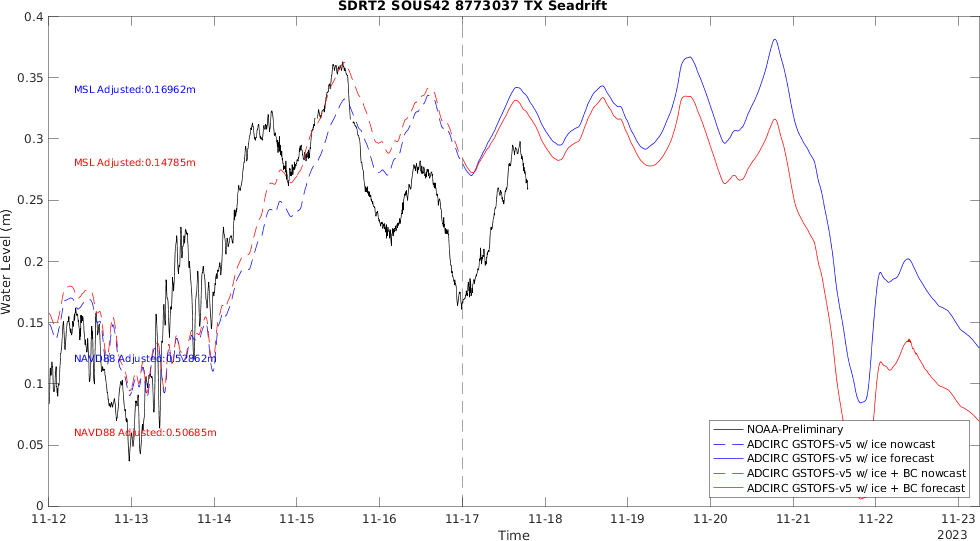 SDRT2 SOUS42 8773037 TX Seadrift
0.4
0.35
0.3
0.25
0.2
0.15
0.1
0.05
0
Water Level (m)
MSL Adjusted:0.16962m
MSL Adjusted:0.14785m
NAVD88 Adjusted:0.52862m
NAVD88 Adjusted:0.50685m
NOAA-Preliminary
ADCIRC GSTOFS-v5 w/ ice nowcast
ADCIRC GSTOFS-v5 w/ ice forecast
ADCIRC GSTOFS-v5 w/ ice + BC nowcast
ADCIRC GSTOFS-v5 w/ ice + BC forecast
11-12 11-13 11-14 11-15 11-16 11-17 11-18 11-19 11-20 11-21 11-22 11-23
Time
2023